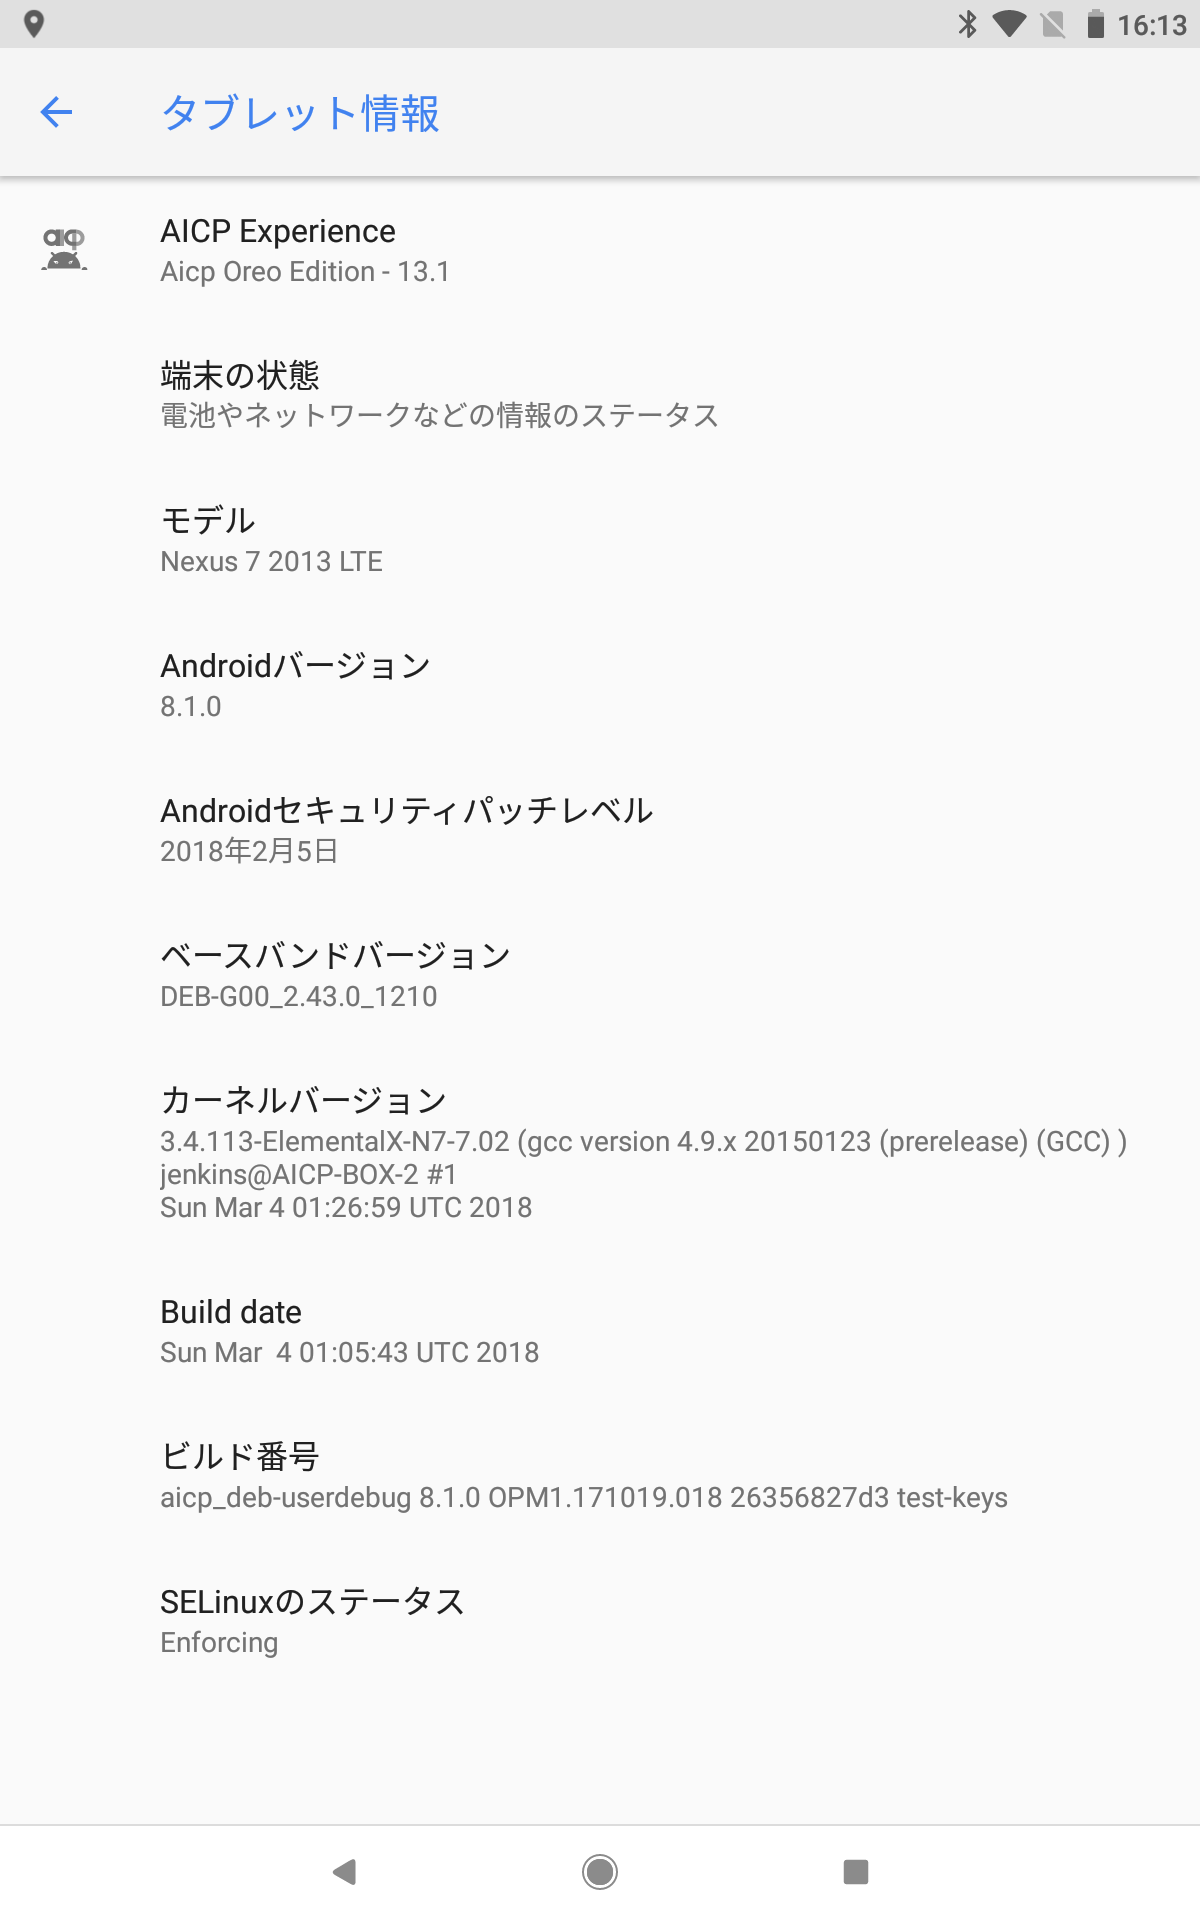 16:13
タブレット情報
aicp
AICP Experience
Aicp Oreo Edition - 13.1
端末の状態
電池やネットワークなどの情報のステータス
モデル
Nexus 7 2013 LTE
Androidバージョン
8.1.0
Androidセキュリティパッチレベル
2018年2月5日
ベースバンドバージョン
DEB-G00_2.43.0_1210
カーネルバージョン
3.4.113-ElementalX-N7-7.02 (gcc version 4.9.x 20150123 (prerelease) (GCC) )
jenkins@AICP-BOX-2 #1
Sun Mar 4 01:26:59 UTC 2018
Build date
Sun Mar  4 01:05:43 UTC 2018
ビルド番号
aicp_deb-userdebug 8.1.0 OPM1.171019.018 26356827d3 test-keys
SELinuxのステータス
Enforcing